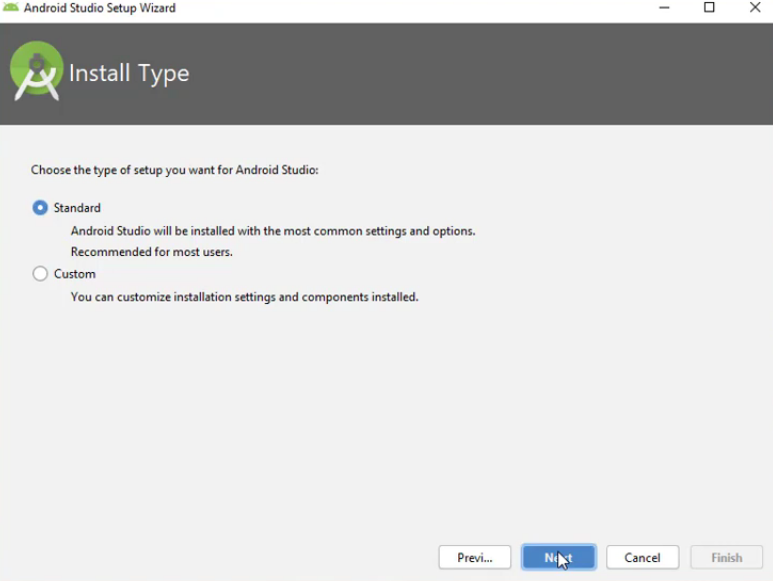 Android Studio Setup Wizard
Install Type
Choose the type of setup you want for Android Studio:
Standard
Android Studio will be installed with the most common settings and options.
Recommended for most users.
Custom
You can customize installation settings and components installed.
Previ... Next Cancel Finish